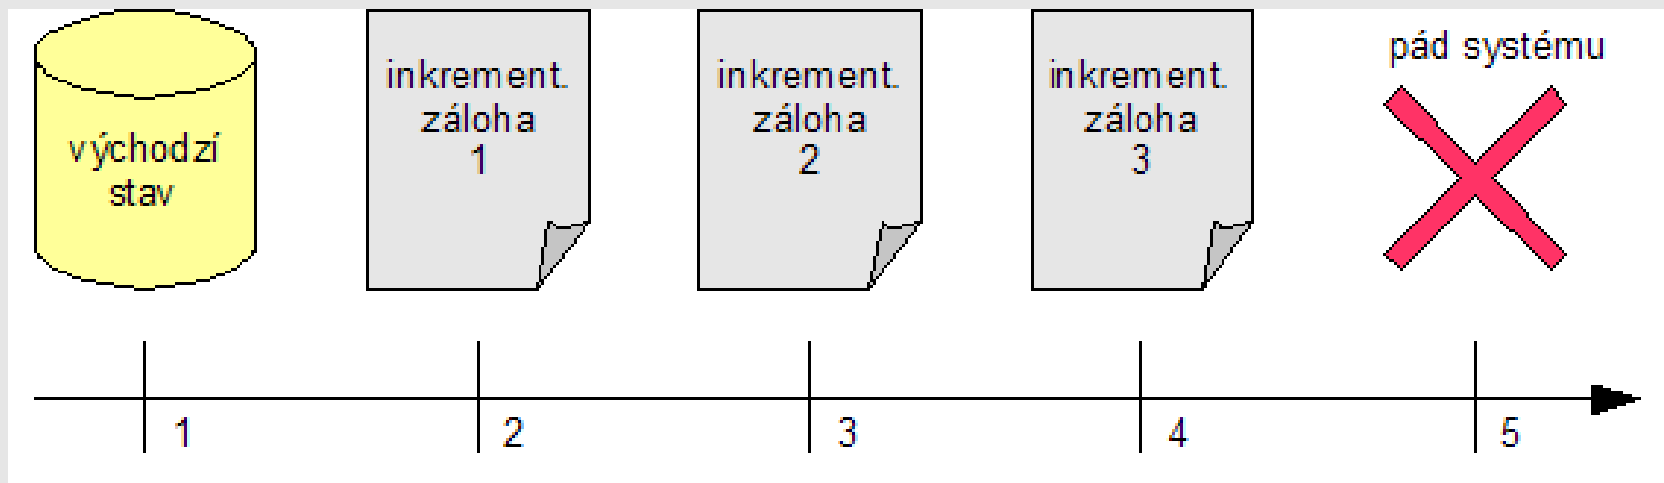 výchozí
stav
inkrement.
záloha
1
inkrement.
záloha
2
inkrement.
záloha
3
pád systému
1
2
3
4
5